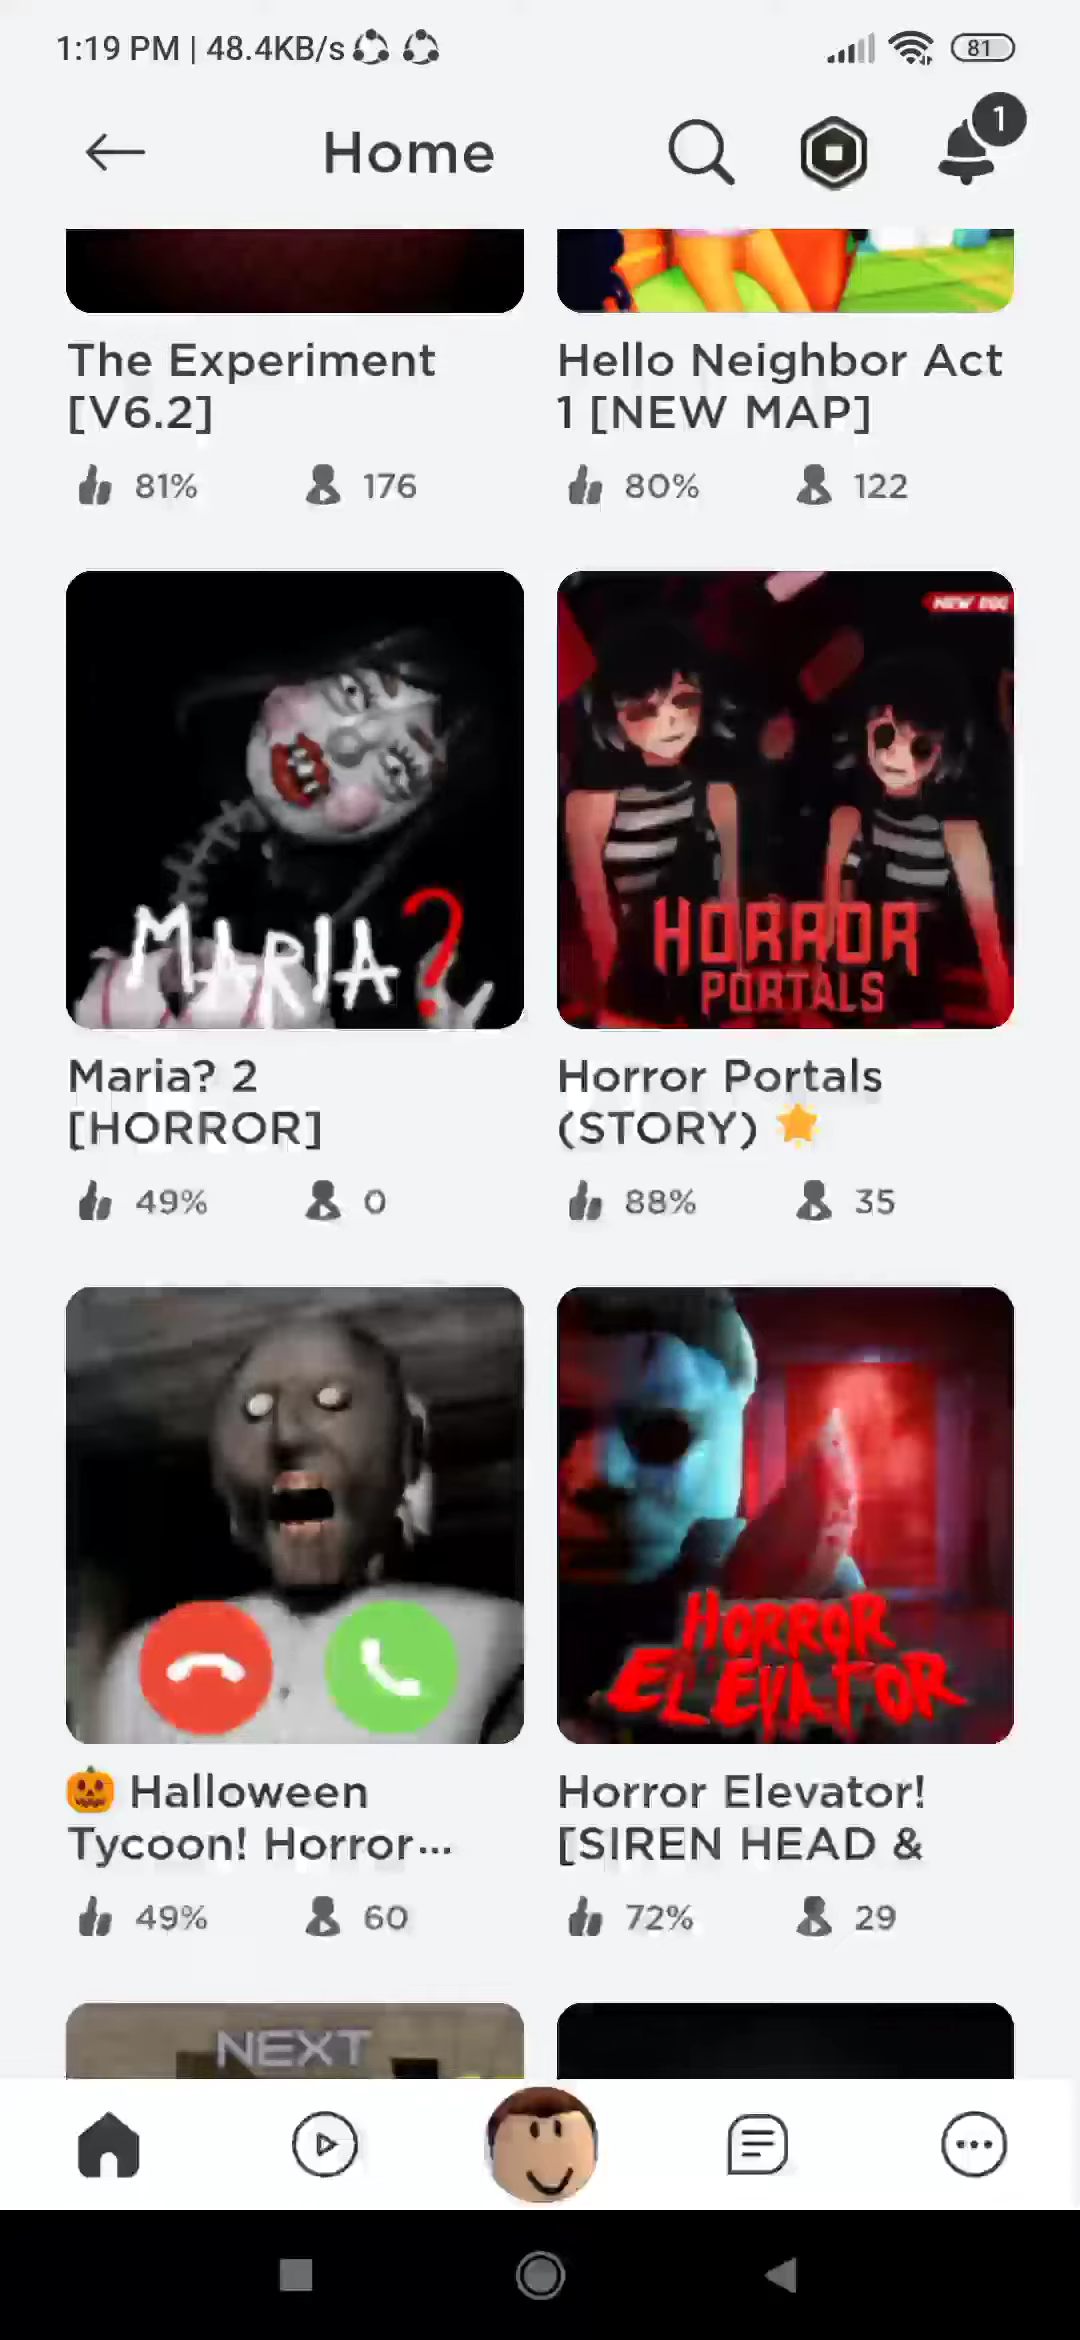 1:19 PM | 48.4KB/s
81
Home
1
The Experiment
[V6.2]
Hello Neighbor Act
1 [NEW MAP]
81%
176
80%
122
MARIA?
NEW
HORROR
PORTALS
Maria? 2
[HORROR]
Horror Portals
(STORY)
49%
0
88%
35
HORROR
ELEVATOR
Halloween
Tycoon! Horror...
Horror Elevator!
[SIREN HEAD &
49%
60
72%
29
NEXT